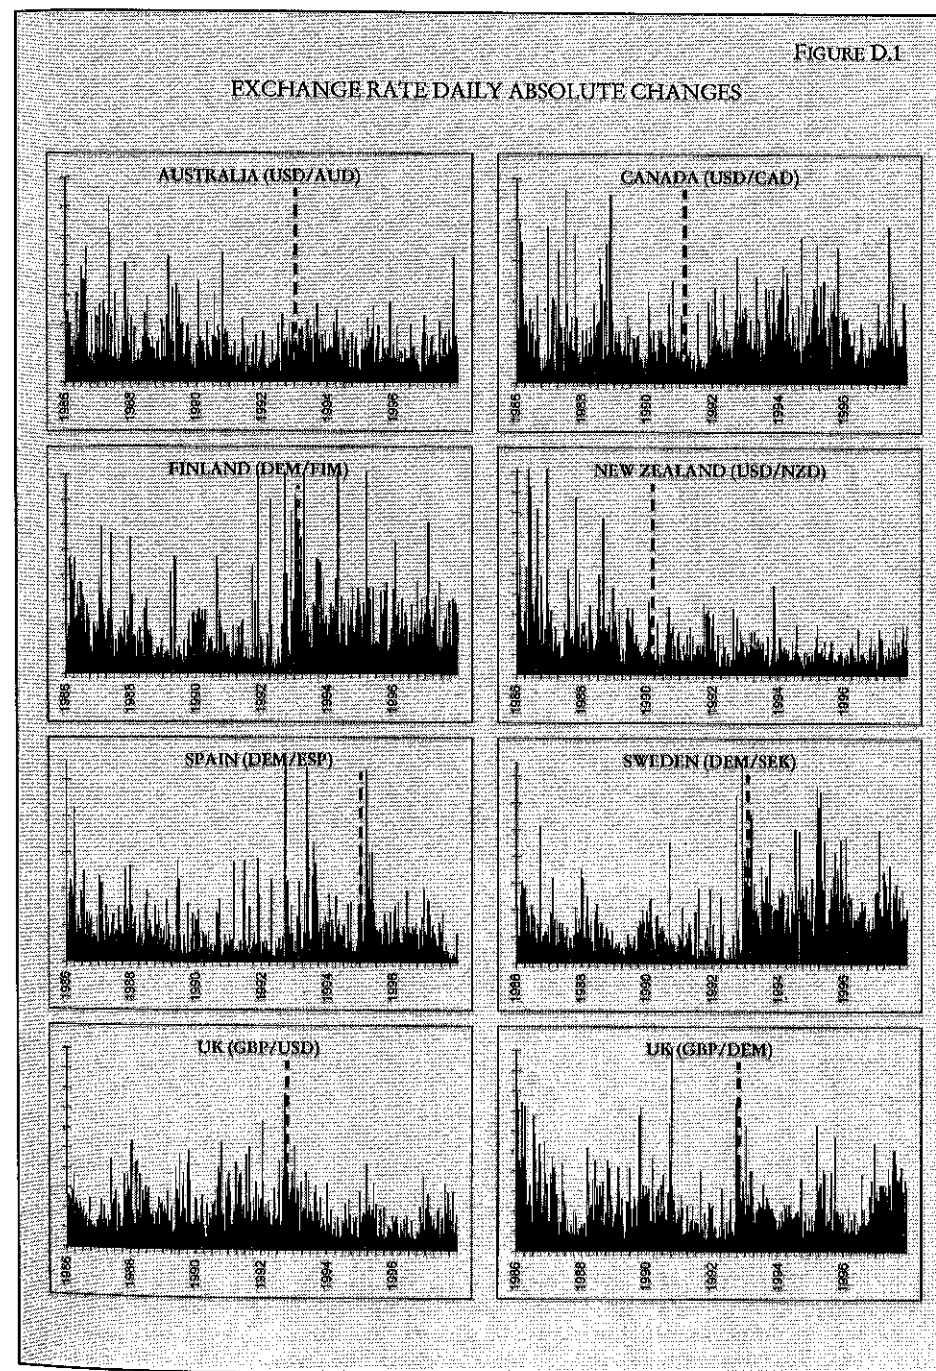 FIGURE D.1
EXCHANGE RATE DAILY ABSOLUTE CHANGES
AUSTRALIA (USD/AUD)
1986 1988 1990 1992 1994 1996
CANADA (USD/CAD)
1986 1988 1990 1992 1994 1996
FINLAND (DEM/FIM)
1986 1988 1990 1992 1994 1996
NEW ZEALAND (USD/NZD)
1986 1988 1990 1992 1994 1996
SPAIN (DEM/ESP)
1986 1988 1990 1992 1994 1996
SWEDEN (DEM/SEK)
1986 1988 1990 1992 1994 1996
UK (GBP/USD)
1986 1988 1990 1992 1994 1996
UK (GBP/DEM)
1986 1988 1990 1992 1994 1996